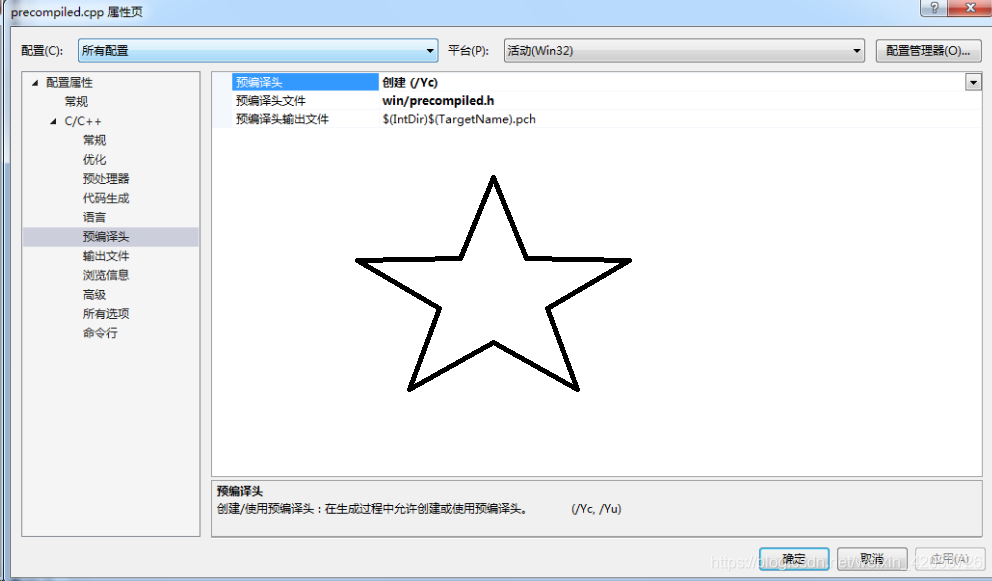 precompiled.cpp 属性页
配置(C): 所有配置 平台(P): 活动(Win32) 配置管理器(O)...
配置属性
常规
C/C++
常规
优化
预处理器
代码生成
语言
预编译头
输出文件
浏览信息
高级
所有选项
命令行
预编译头 创建 (/Yc)
预编译头文件 win/precompiled.h
预编译头输出文件 $(IntDir)$(TargetName).pch
预编译头
创建/使用预编译头：在生成过程中允许创建或使用预编译头。 (/Yc, /Yu)
确定 取消 应用(A)